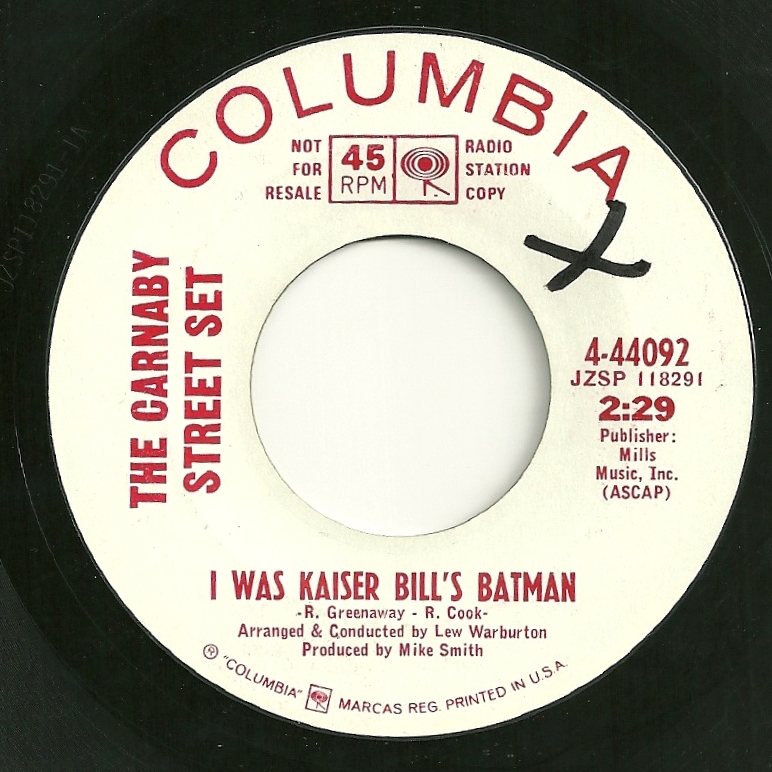 COLUMBIA
NOT
FOR
RESALE
45
RPM
RADIO
STATION
COPY
THE CARNABY
STREET SET
4-44092
JZSP 118291
2:29
Publisher:
Mills
Music, Inc.
(ASCAP)
I WAS KAISER BILL'S BATMAN
-R. Greenaway - R. Cook-
Arranged & Conducted by Lew Warburton
Produced by Mike Smith
® "COLUMBIA" MARCAS REG. PRINTED IN U.S.A.
JZSP118291 1A